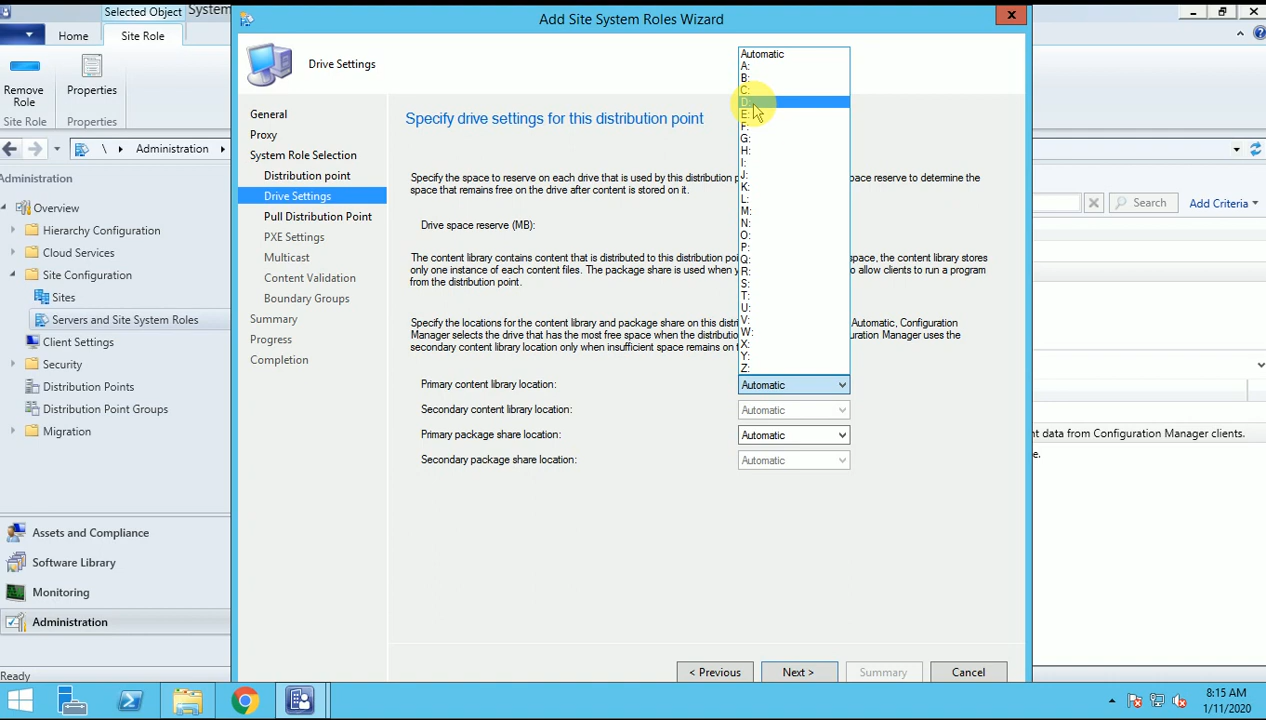 Selected Object
System
Add Site System Roles Wizard
Home
Site Role
Remove
Role
Properties
Site Role
Properties
\ Administration
Search
Add Criteria
Administration
Overview
Hierarchy Configuration
Cloud Services
Site Configuration
Sites
Servers and Site System Roles
Client Settings
Security
Distribution Points
Distribution Point Groups
Migration
Assets and Compliance
Software Library
Monitoring
Administration
Ready
Drive Settings
General
Proxy
System Role Selection
Distribution point
Drive Settings
Pull Distribution Point
PXE Settings
Multicast
Content Validation
Boundary Groups
Summary
Progress
Completion
Specify drive settings for this distribution point
Specify the space to reserve on each drive that is used by this distribution p
space reserve to determine the
space that remains free on the drive after content is stored on it.
Drive space reserve (MB):
The content library contains content that is distributed to this distribution poi
space, the content library stores
only one instance of each content files. The package share is used when y
to allow clients to run a program
from the distribution point.
Specify the locations for the content library and package share on this dist
Automatic, Configuration
Manager selects the drive that has the most free space when the distributi
uration Manager uses the
secondary content library location only when insufficient space remains on t
Automatic
A:
B:
C:
D:
E:
F:
G:
H:
I:
J:
K:
L:
M:
N:
O:
P:
Q:
R:
S:
T:
U:
V:
W:
X:
Y:
Z:
Primary content library location:
Automatic
Secondary content library location:
Automatic
Primary package share location:
Automatic
Secondary package share location:
Automatic
t data from Configuration Manager clients.
e.
< Previous
Next >
Summary
Cancel
8:15 AM
1/11/2020